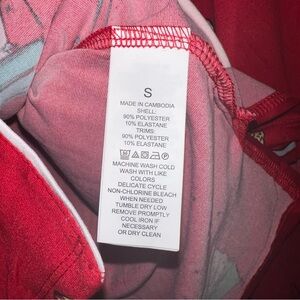 S
MADE IN CAMBODIA
SHELL:
90% POLYESTER
10% ELASTANE
TRIMS:
90% POLYESTER
10% ELASTANE
MACHINE WASH COLD
WASH WITH LIKE
COLORS
DELICATE CYCLE
NON-CHLORINE BLEACH
WHEN NEEDED
TUMBLE DRY LOW
REMOVE PROMPTLY
COOL IRON IF
NECESSARY
OR DRY CLEAN